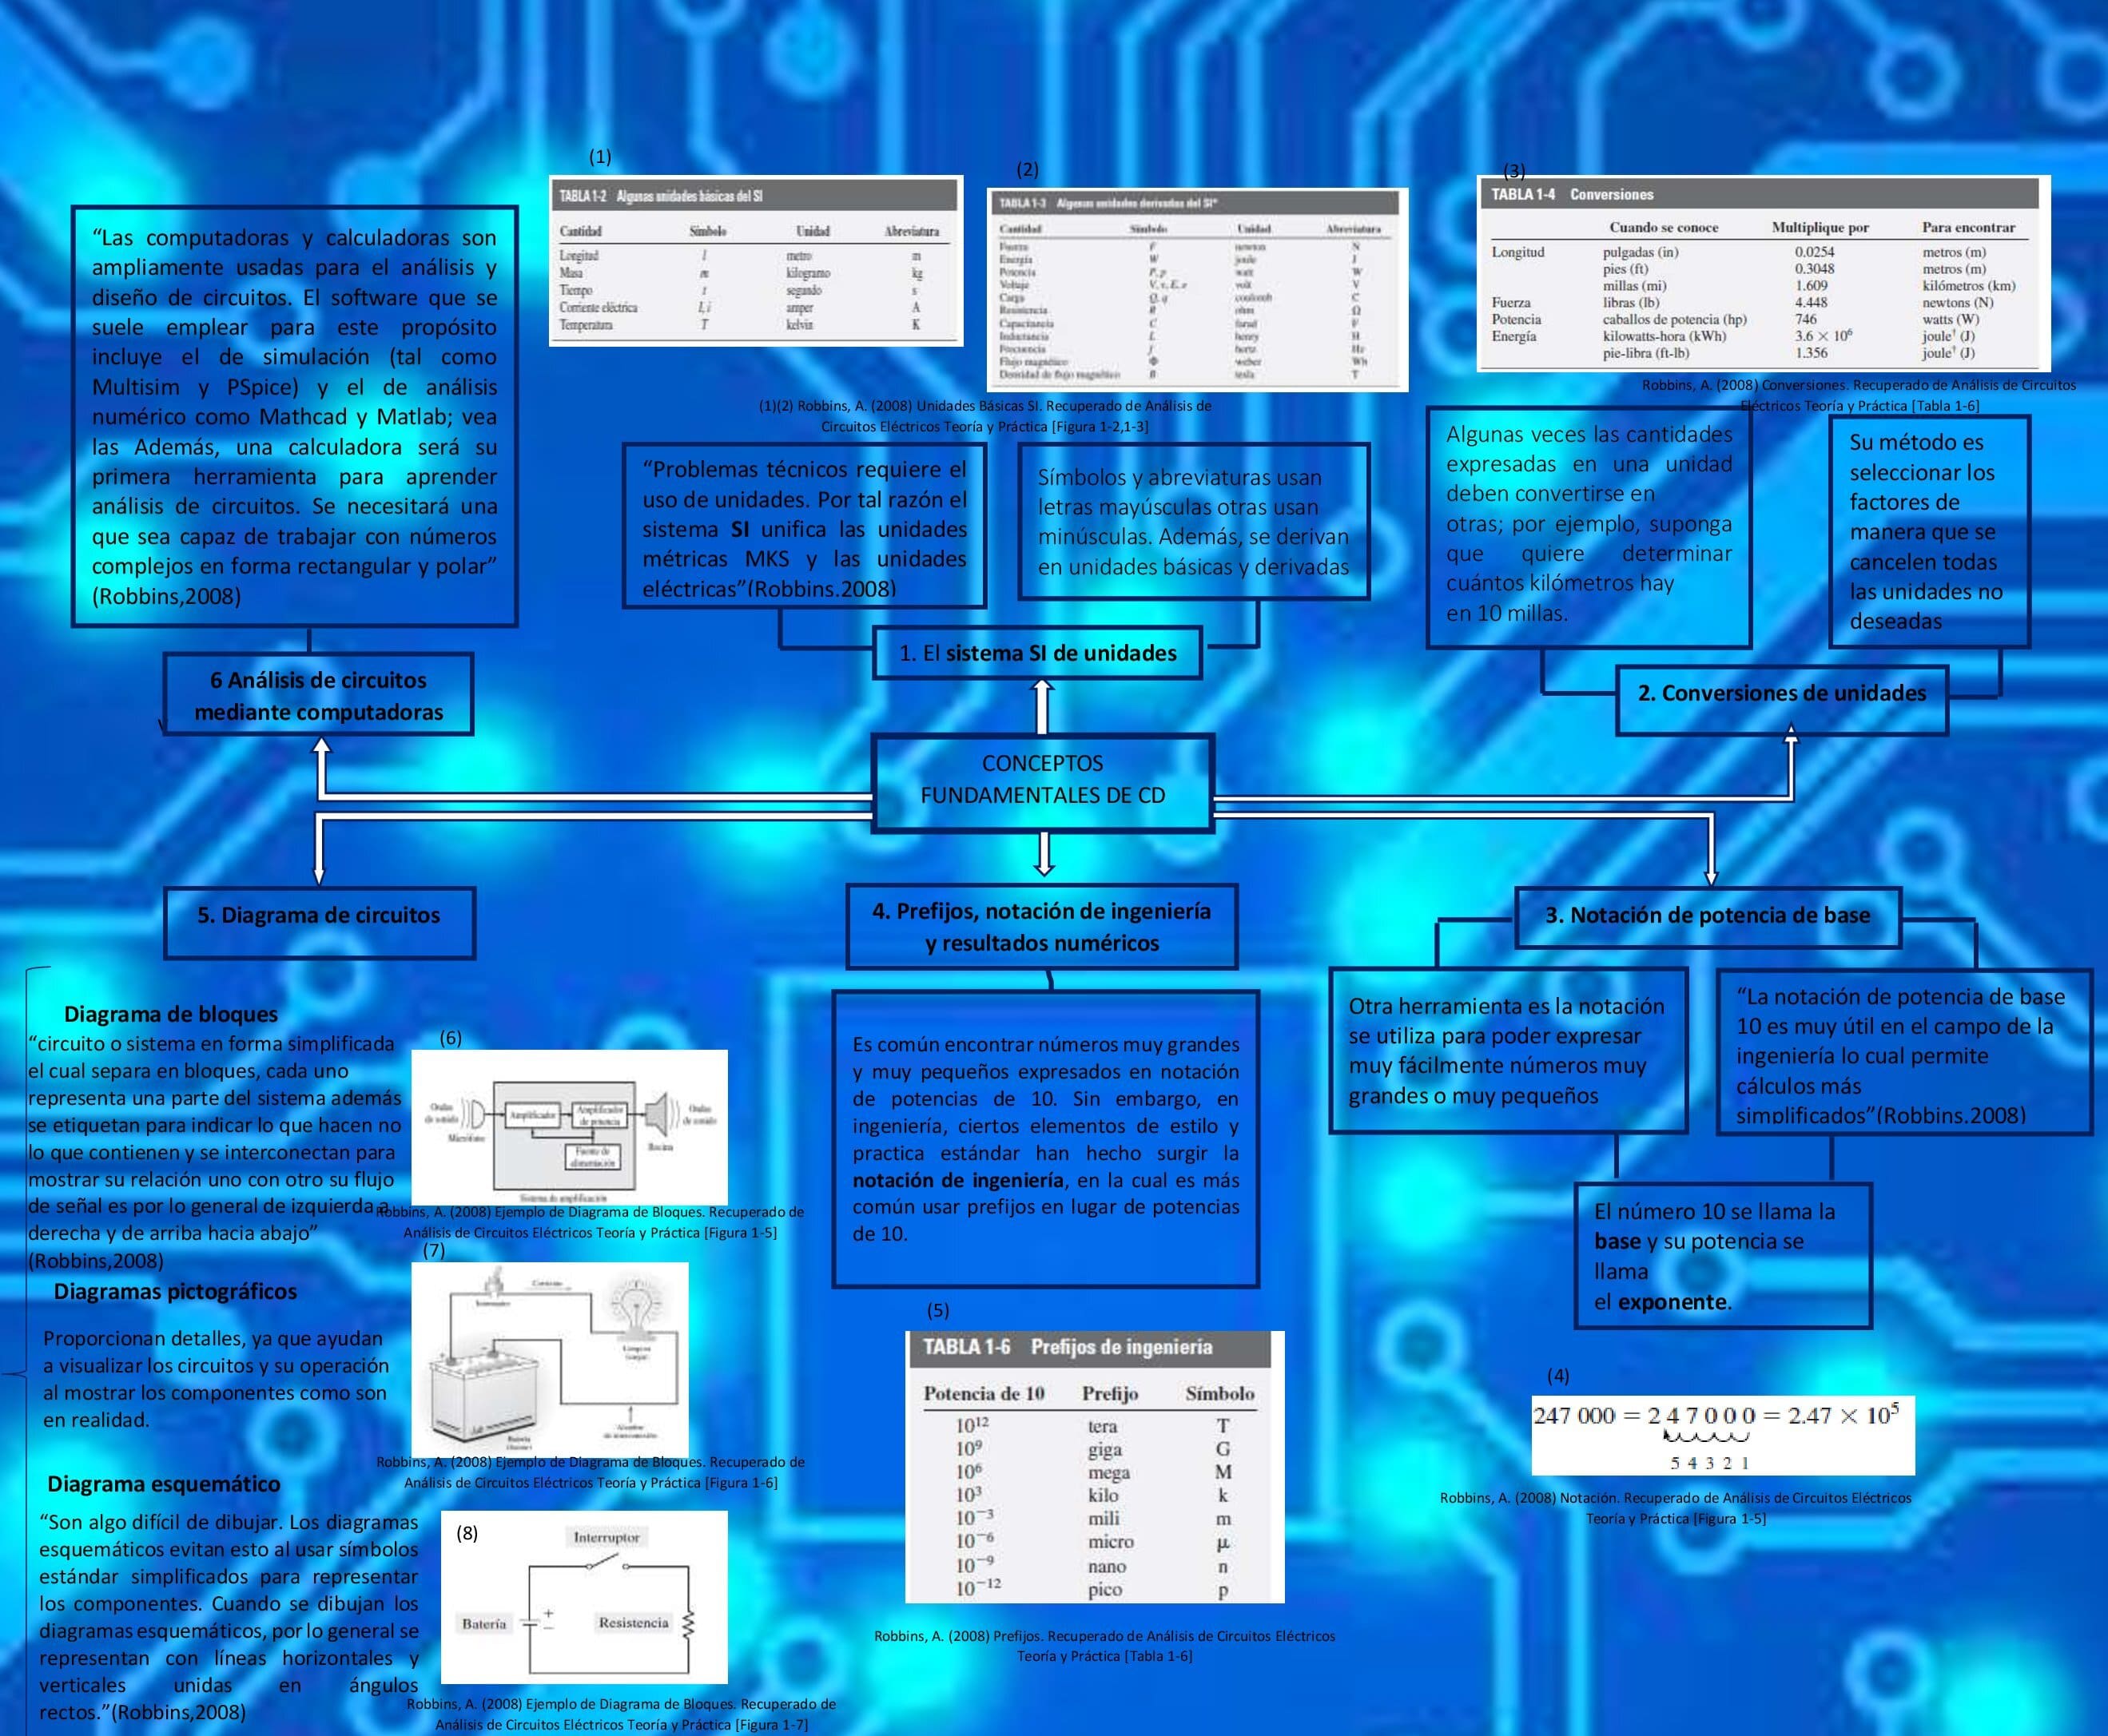 (1)
TABLA 1-2 Algunas unidades básicas del SI
Cantidad Símbolo Unidad Abreviatura
Longitud l metro m
Masa m kilogramo kg
Tiempo t segundo s
Corriente eléctrica I, i amper A
Temperatura T kelvin K
(2)
TABLA 1-3 Algunas unidades derivadas del SI*
Cantidad Símbolo Unidad Abreviatura
Fuerza F newton N
Energía W joule J
Potencia P, p watt W
Voltaje V, v, E, e volt V
Carga Q, q coulomb C
Resistencia R ohm Ω
Capacitancia C farad F
Inductancia L henry H
Frecuencia f hertz Hz
Flujo magnético Φ weber Wb
Densidad de flujo magnético B tesla T
(1)(2) Robbins, A. (2008) Unidades Básicas SI. Recuperado de Análisis de
Circuitos Eléctricos Teoría y Práctica [Figura 1-2,1-3]
(3)
TABLA 1-4 Conversiones
Cuando se conoce Multiplique por Para encontrar
Longitud pulgadas (in) 0.0254 metros (m)
pies (ft) 0.3048 metros (m)
millas (mi) 1.609 kilómetros (km)
Fuerza libras (lb) 4.448 newtons (N)
Potencia caballos de potencia (hp) 746 watts (W)
Energía kilowatts-hora (kWh) 3.6 × 10⁶ joule† (J)
pie-libra (ft-lb) 1.356 joule† (J)
Robbins, A. (2008) Conversiones. Recuperado de Análisis de Circuitos
Eléctricos Teoría y Práctica [Tabla 1-6]
“Las computadoras y calculadoras son
ampliamente usadas para el análisis y
diseño de circuitos. El software que se
suele emplear para este propósito
incluye el de simulación (tal como
Multisim y PSpice) y el de análisis
numérico como Mathcad y Matlab; vea
las Además, una calculadora será su
primera herramienta para aprender
análisis de circuitos. Se necesitará una
que sea capaz de trabajar con números
complejos en forma rectangular y polar”
(Robbins,2008)
“Problemas técnicos requiere el
uso de unidades. Por tal razón el
sistema SI unifica las unidades
métricas MKS y las unidades
eléctricas”(Robbins.2008)
Símbolos y abreviaturas usan
letras mayúsculas otras usan
minúsculas. Además, se derivan
en unidades básicas y derivadas
Algunas veces las cantidades
expresadas en una unidad
deben convertirse en
otras; por ejemplo, suponga
que quiere determinar
cuántos kilómetros hay
en 10 millas.
Su método es
seleccionar los
factores de
manera que se
cancelen todas
las unidades no
deseadas
6 Análisis de circuitos
mediante computadoras
1. El sistema SI de unidades
2. Conversiones de unidades
CONCEPTOS
FUNDAMENTALES DE CD
5. Diagrama de circuitos
4. Prefijos, notación de ingeniería
y resultados numéricos
3. Notación de potencia de base
Diagrama de bloques
“circuito o sistema en forma simplificada
el cual separa en bloques, cada uno
representa una parte del sistema además
se etiquetan para indicar lo que hacen no
lo que contienen y se interconectan para
mostrar su relación uno con otro su flujo
de señal es por lo general de izquierda a
derecha y de arriba hacia abajo”
(Robbins,2008)
(6)
Ondas de sonido
Micrófono
Amplificador
Amplificador de potencia
Fuente de alimentación
Bocina
Ondas de sonido
Sistema de amplificación
Robbins, A. (2008) Ejemplo de Diagrama de Bloques. Recuperado de
Análisis de Circuitos Eléctricos Teoría y Práctica [Figura 1-5]
Diagramas pictográficos
Proporcionan detalles, ya que ayudan
a visualizar los circuitos y su operación
al mostrar los componentes como son
en realidad.
(7)
Corriente
Interruptor
Robbins, A. (2008) Ejemplo de Diagrama de Bloques. Recuperado de
Análisis de Circuitos Eléctricos Teoría y Práctica [Figura 1-6]
Diagrama esquemático
“Son algo difícil de dibujar. Los diagramas
esquemáticos evitan esto al usar símbolos
estándar simplificados para representar
los componentes. Cuando se dibujan los
diagramas esquemáticos, por lo general se
representan con líneas horizontales y
verticales unidas en ángulos
rectos.”(Robbins,2008)
(8)
Interruptor
Batería
+
−
Resistencia
Robbins, A. (2008) Ejemplo de Diagrama de Bloques. Recuperado de
Análisis de Circuitos Eléctricos Teoría y Práctica [Figura 1-7]
Es común encontrar números muy grandes
y muy pequeños expresados en notación
de potencias de 10. Sin embargo, en
ingeniería, ciertos elementos de estilo y
practica estándar han hecho surgir la
notación de ingeniería, en la cual es más
común usar prefijos en lugar de potencias
de 10.
(5)
TABLA 1-6 Prefijos de ingeniería
Potencia de 10 Prefijo Símbolo
10¹² tera T
10⁹ giga G
10⁶ mega M
10³ kilo k
10⁻³ mili m
10⁻⁶ micro μ
10⁻⁹ nano n
10⁻¹² pico p
Robbins, A. (2008) Prefijos. Recuperado de Análisis de Circuitos Eléctricos
Teoría y Práctica [Tabla 1-6]
Otra herramienta es la notación
se utiliza para poder expresar
muy fácilmente números muy
grandes o muy pequeños
“La notación de potencia de base
10 es muy útil en el campo de la
ingeniería lo cual permite
cálculos más
simplificados”(Robbins.2008)
El número 10 se llama la
base y su potencia se
llama
el exponente.
(4)
247 000 = 2 4 7 0 0 0 = 2.47 × 10⁵
5 4 3 2 1
Robbins, A. (2008) Notación. Recuperado de Análisis de Circuitos Eléctricos
Teoría y Práctica [Figura 1-5]